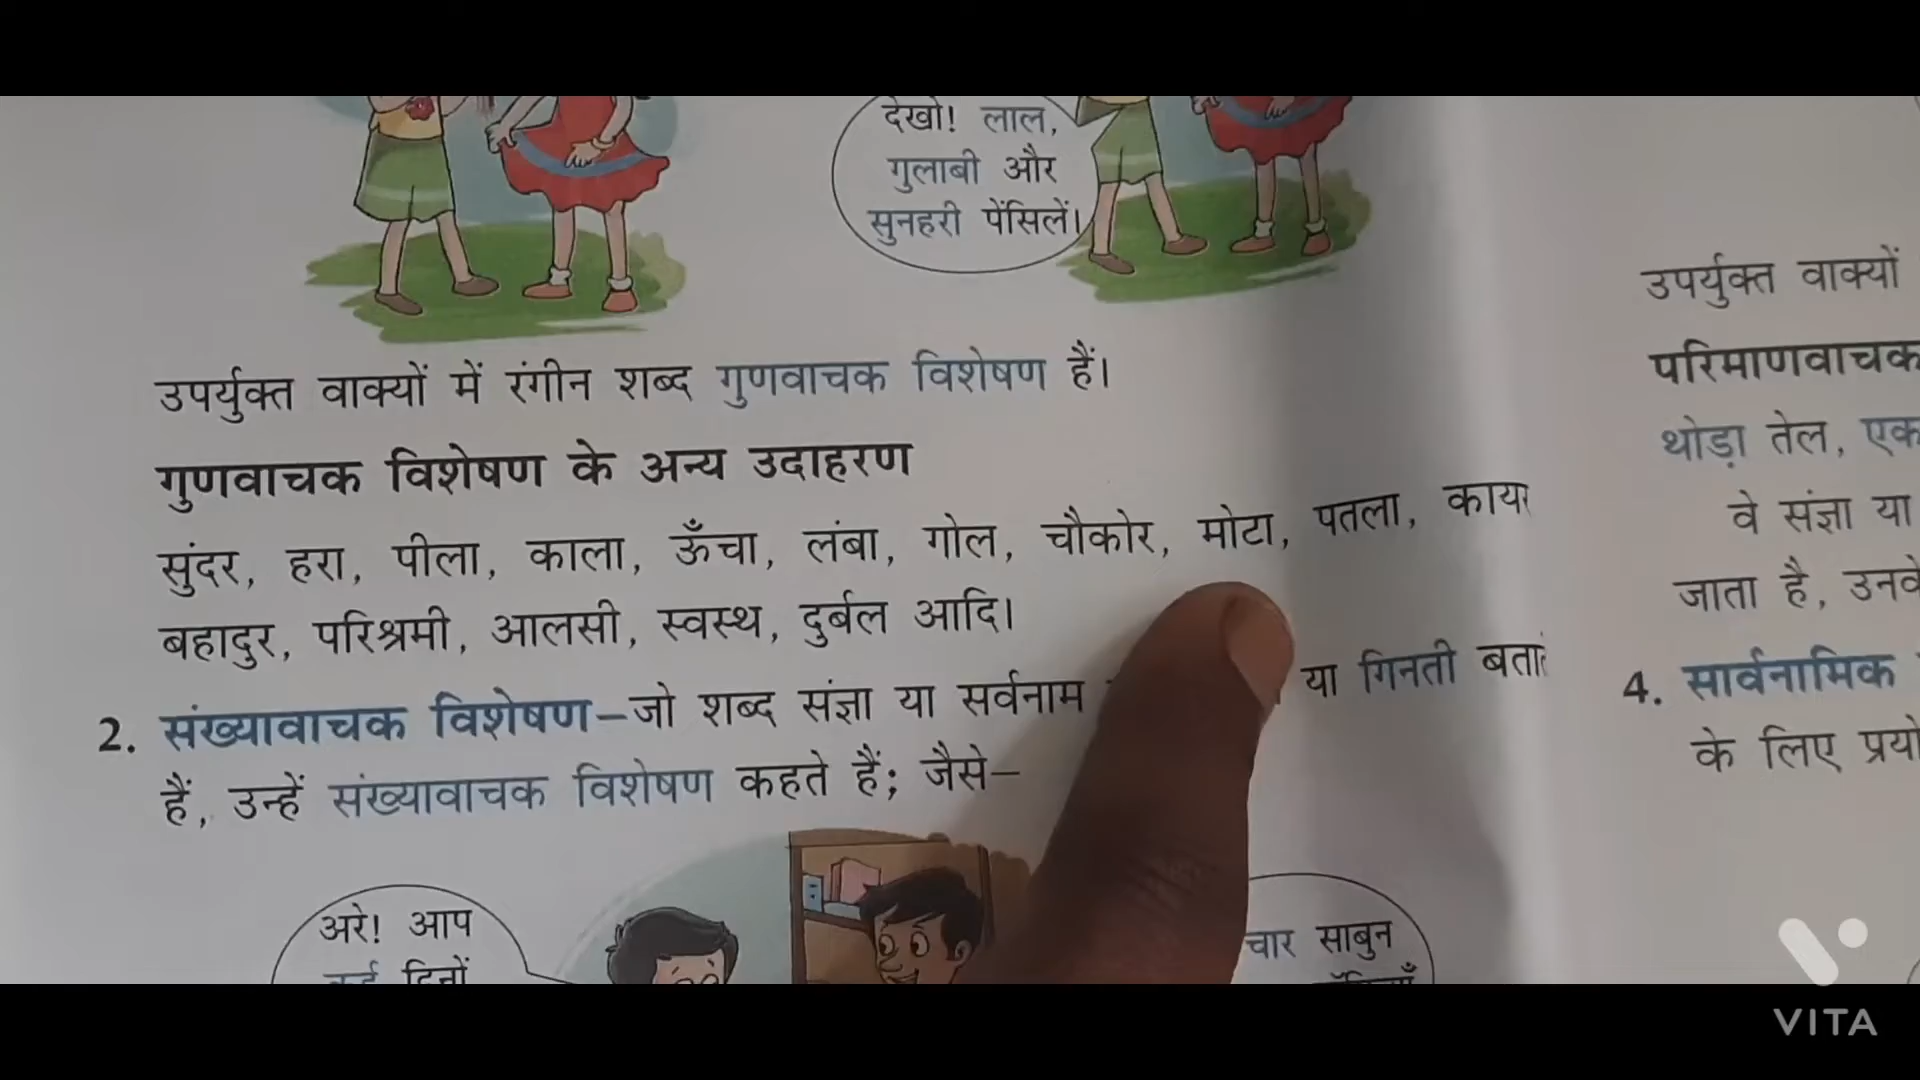 देखो! लाल,
गुलाबी और
सुनहरी पेंसिलें।
उपर्युक्त वाक्यों में रंगीन शब्द गुणवाचक विशेषण हैं।
गुणवाचक विशेषण के अन्य उदाहरण
सुंदर, हरा, पीला, काला, ऊँचा, लंबा, गोल, चौकोर, मोटा, पतला,
बहादुर, परिश्रमी, आलसी, स्वस्थ, दुर्बल आदि।
2. संख्यावाचक विशेषण–जो शब्द संज्ञा या सर्वनाम या गिनती
हैं, उन्हें संख्यावाचक विशेषण कहते हैं; जैसे–
अरे! आप
चार साबुन
उपर्युक्त वाक्यों
परिमाणवाचक
थोड़ा तेल, एक
वे संज्ञा या
जाता है,
4. सार्वनामिक
के लिए
VITA